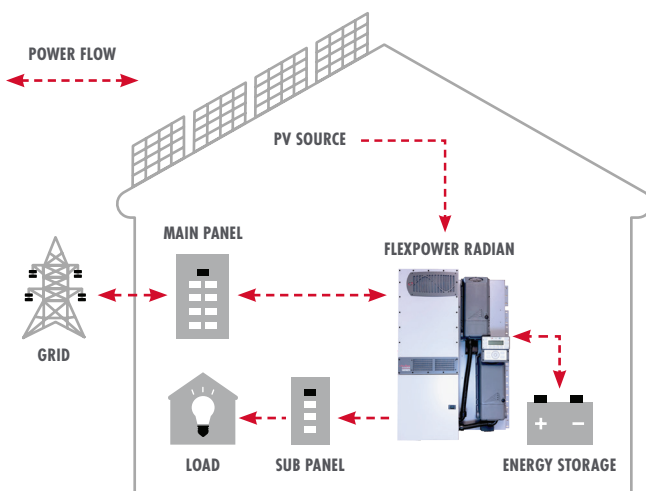 POWER FLOW
PV SOURCE
MAIN PANEL
FLEXPOWER RADIAN
GRID
LOAD
SUB PANEL
ENERGY STORAGE
+ −